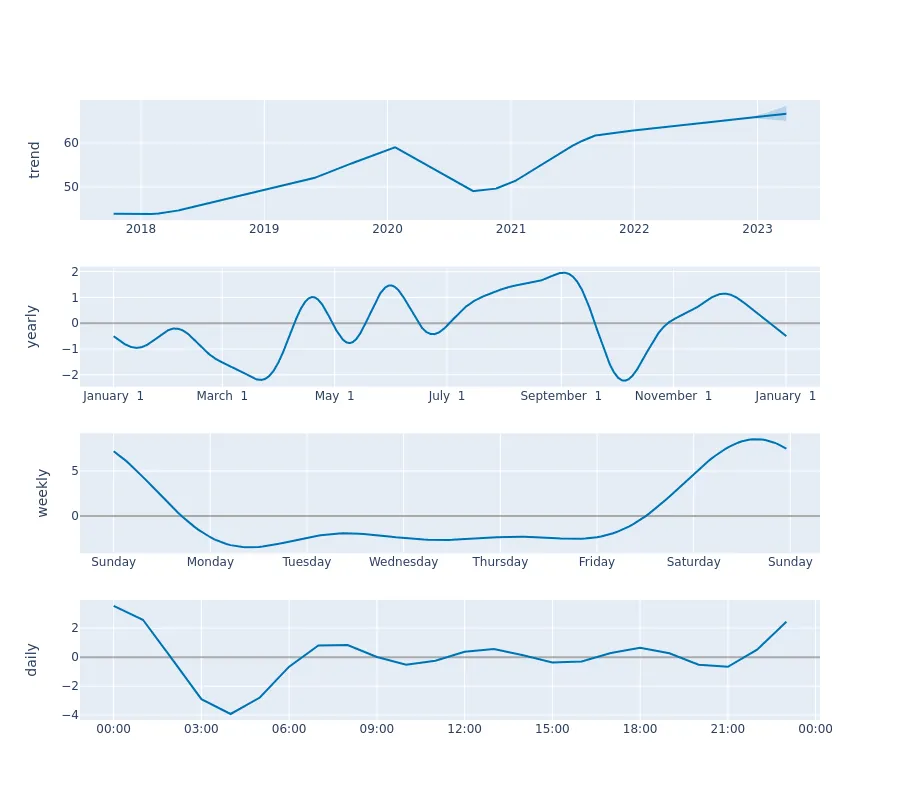 trend
60
50
2018 2019 2020 2021 2022 2023
yearly
2
1
0
−1
−2
January 1 March 1 May 1 July 1 September 1 November 1 January 1
weekly
5
0
Sunday Monday Tuesday Wednesday Thursday Friday Saturday Sunday
daily
2
0
−2
−4
00:00 03:00 06:00 09:00 12:00 15:00 18:00 21:00 00:00